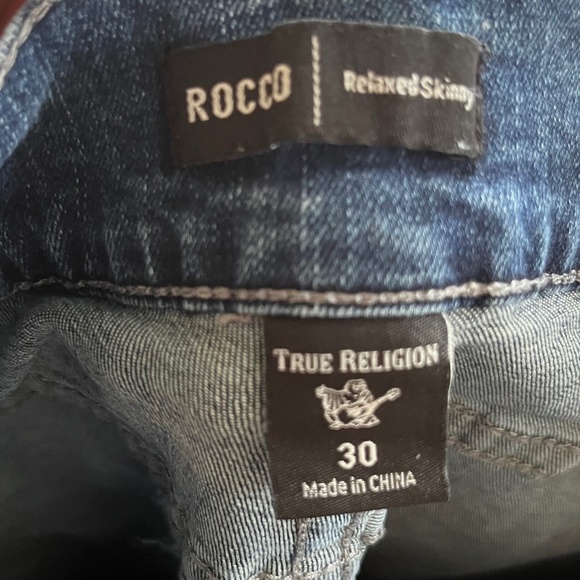 ROCCO | Relaxed Skinny
TRUE RELIGION
30
Made in CHINA